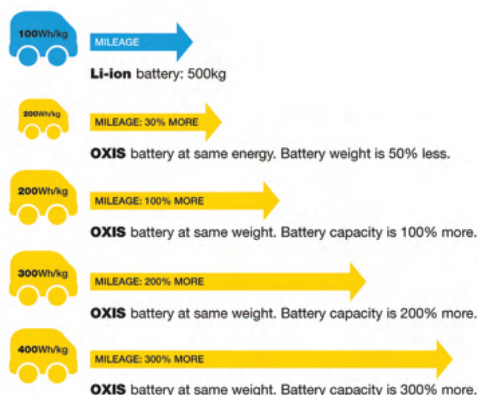 100Wh/kg
MILEAGE
Li-ion battery: 500kg
200Wh/kg
MILEAGE: 30% MORE
OXIS battery at same energy. Battery weight is 50% less.
200Wh/kg
MILEAGE: 100% MORE
OXIS battery at same weight. Battery capacity is 100% more.
300Wh/kg
MILEAGE: 200% MORE
OXIS battery at same weight. Battery capacity is 200% more.
400Wh/kg
MILEAGE: 300% MORE
OXIS battery at same weight. Battery capacity is 300% more.